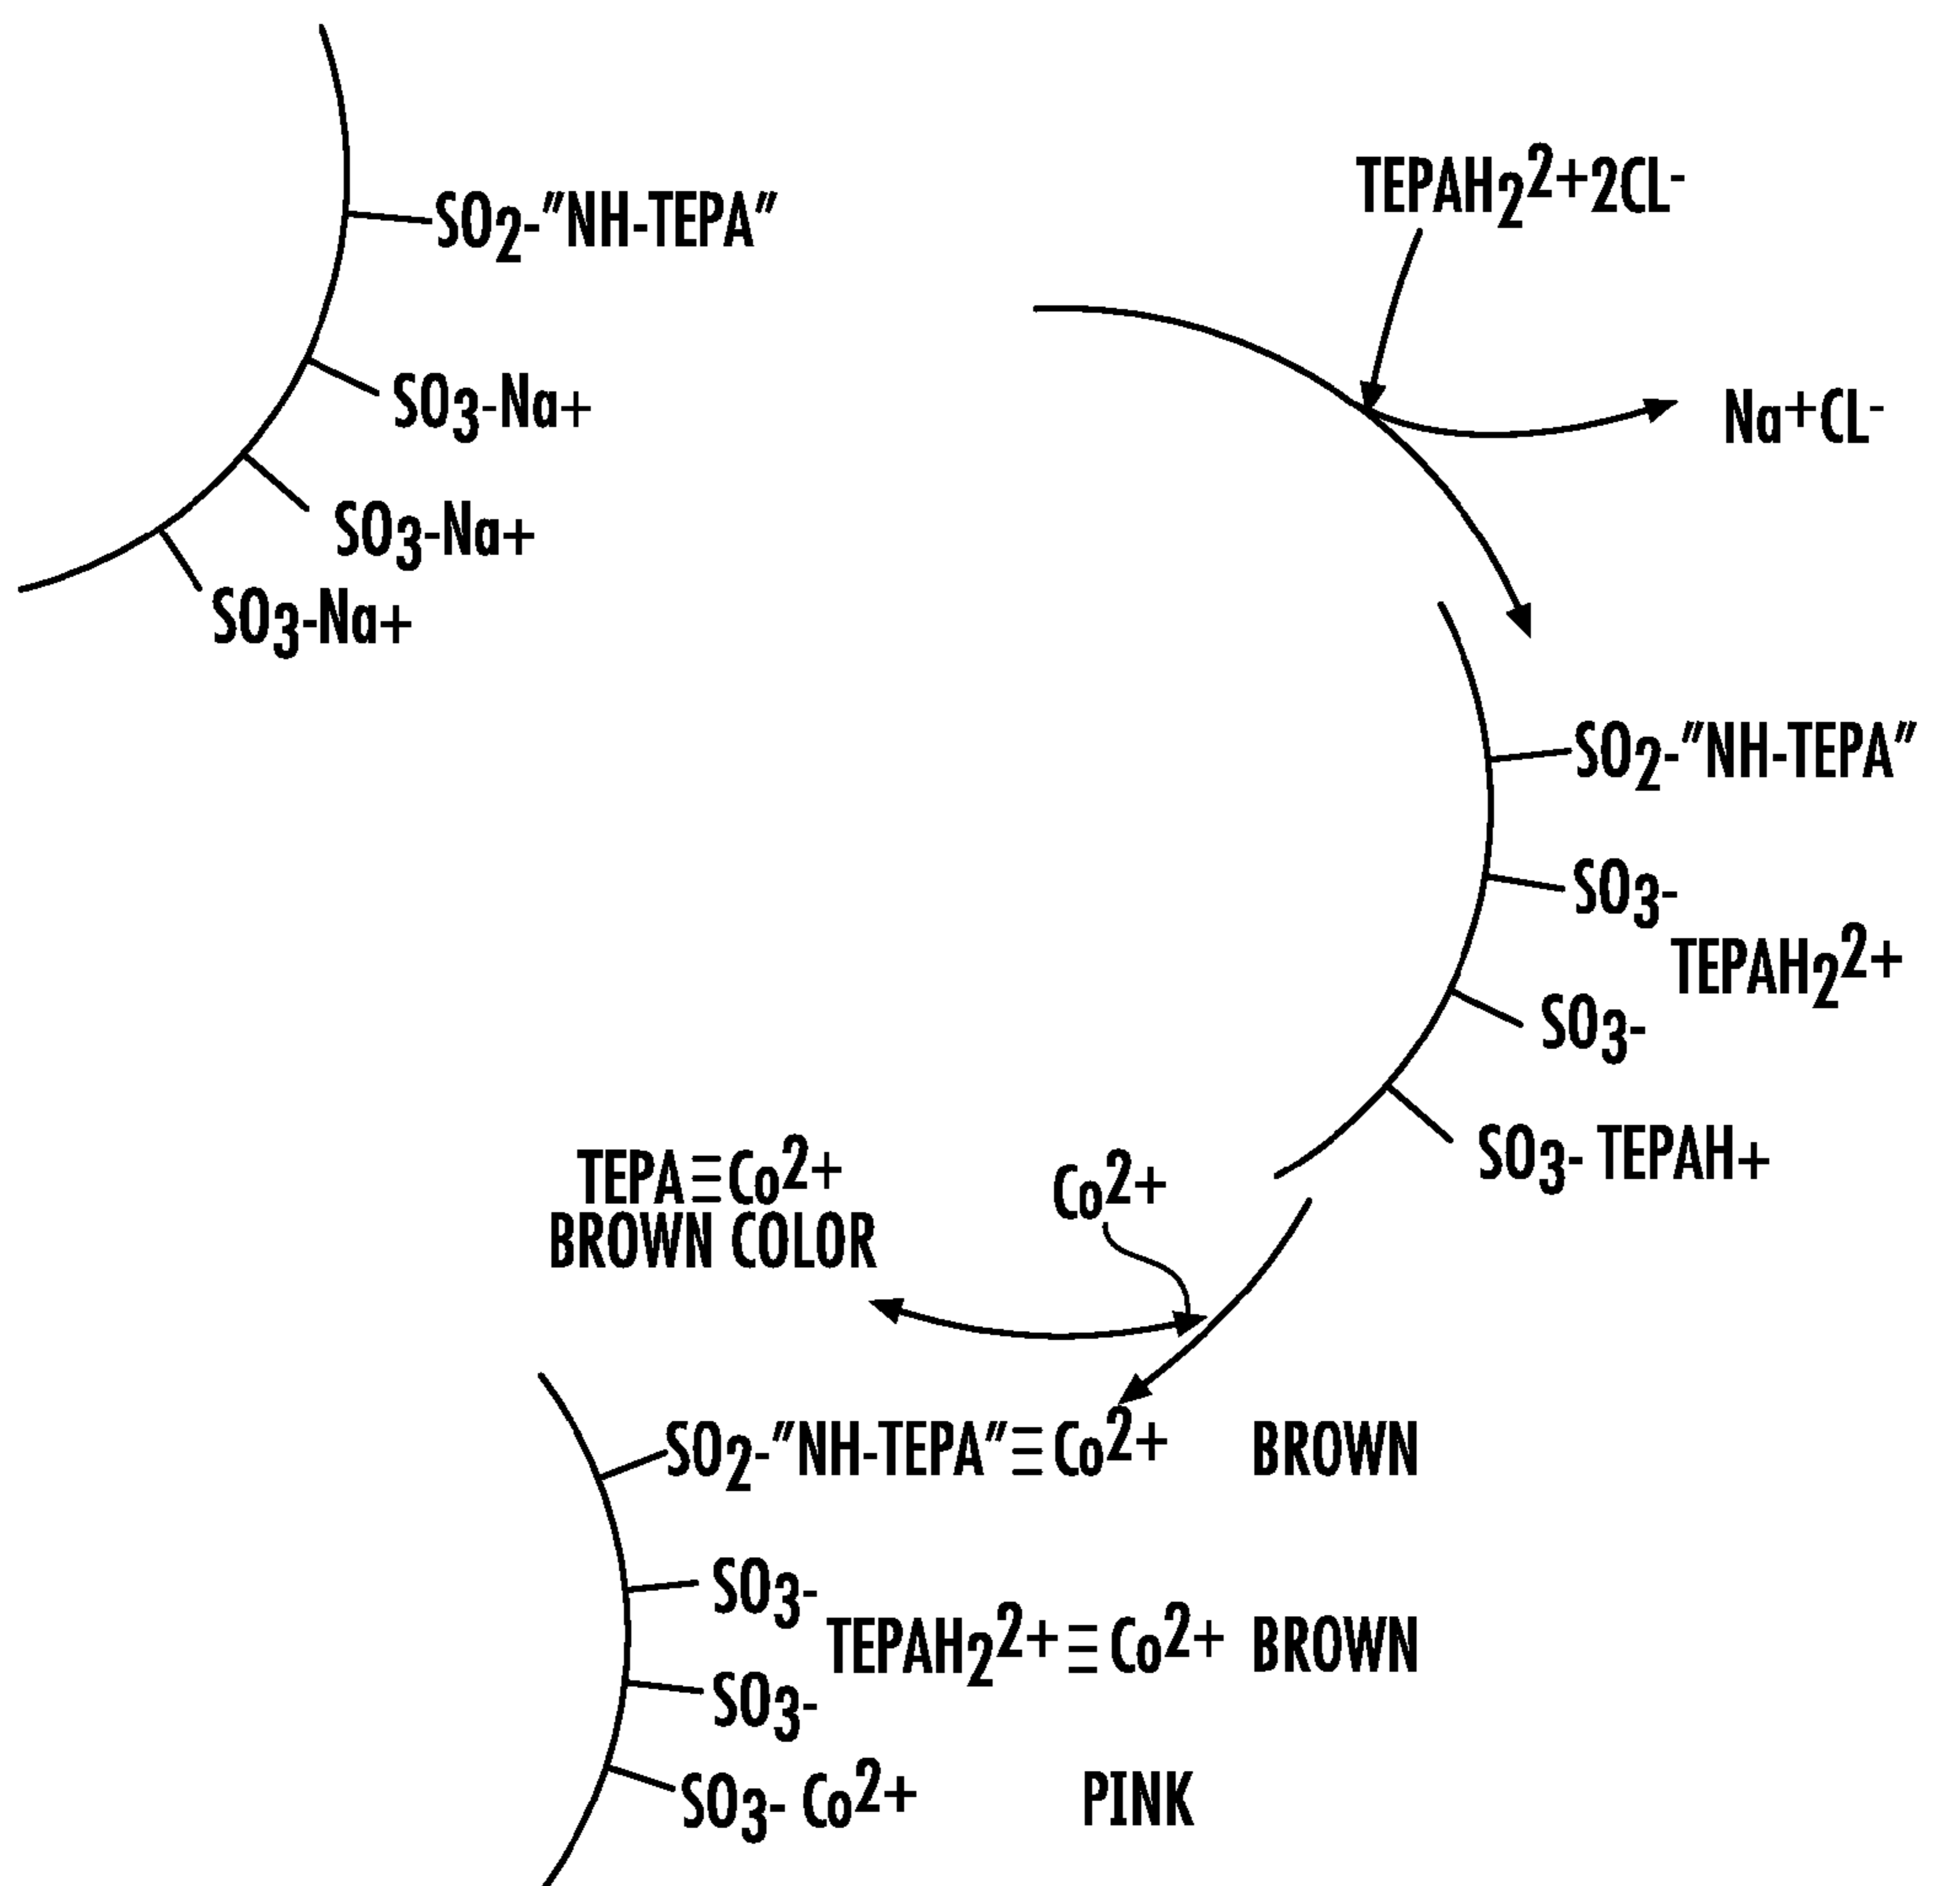 SO2-"NH-TEPA"
SO3-Na+
SO3-Na+
SO3-Na+
TEPAH22+2CL-
Na+CL-
SO2-"NH-TEPA"
SO3-
TEPAH22+
SO3-
SO3- TEPAH+
TEPA≡Co2+
BROWN COLOR
Co2+
SO2-"NH-TEPA"≡Co2+ BROWN
SO3-
TEPAH22+≡Co2+ BROWN
SO3-
SO3- Co2+ PINK